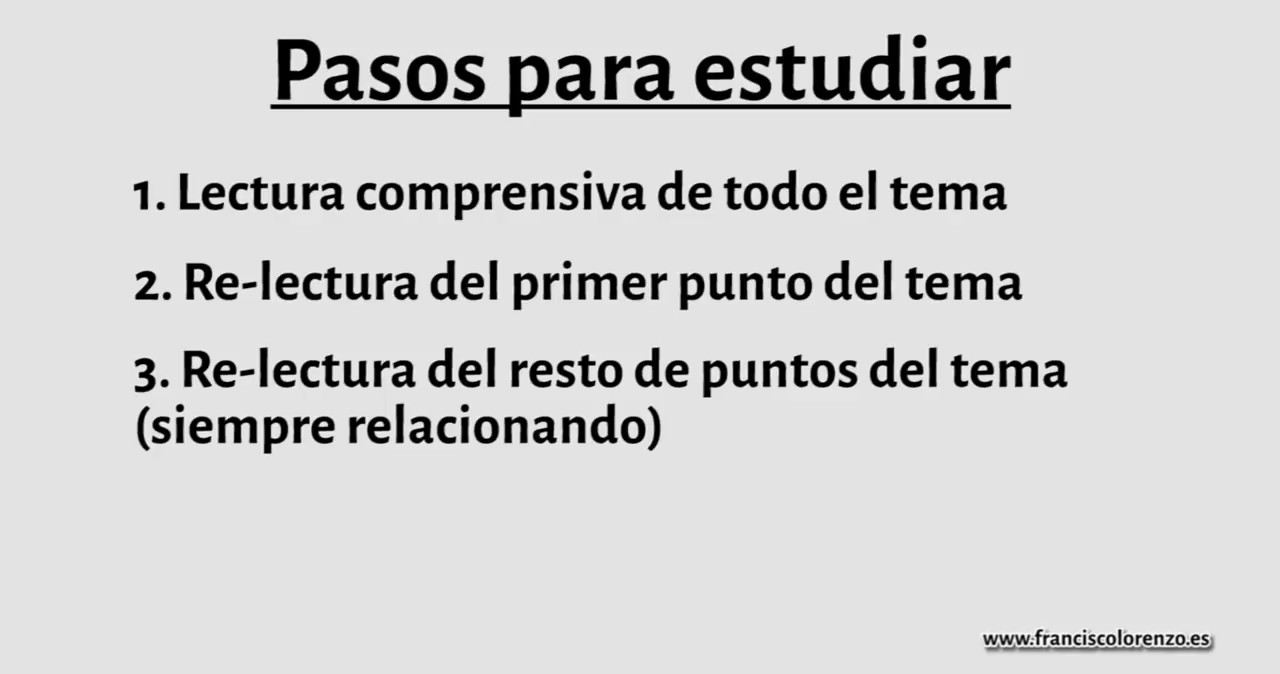 Pasos para estudiar
1. Lectura comprensiva de todo el tema
2. Re-lectura del primer punto del tema
3. Re-lectura del resto de puntos del tema
(siempre relacionando)
www.franciscolorenzo.es